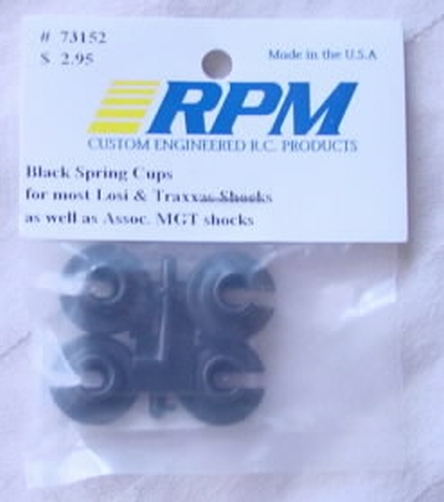 # 73152
$ 2.95
Made in the U.S.A
RPM
CUSTOM ENGINEERED R.C. PRODUCTS
Black Spring Cups
for most Losi & Traxxas Shocks
as well as Assoc. MGT shocks